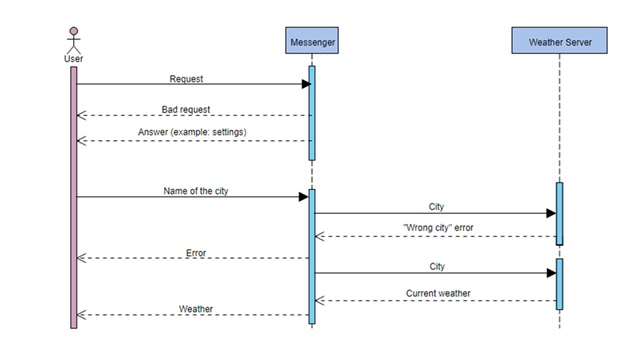 Messenger
Weather Server
User
Request
Bad request
Answer (example: settings)
Name of the city
City
"Wrong city" error
Error
City
Current weather
Weather